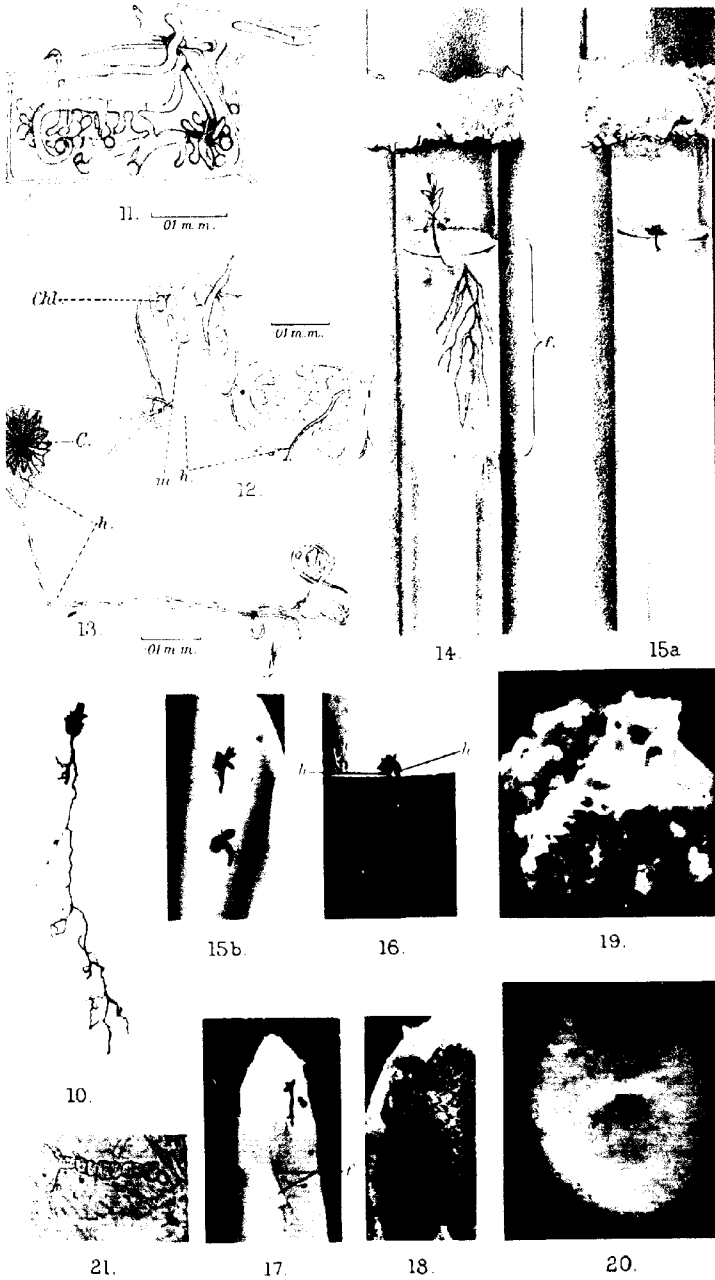 11.
.01 m.m.
Chl.
.01 m.m.
C.
m h.
12.
h.
13.
.01 m.m.
r.
14.
15a
h
h
15b.
16.
19.
10.
r
21.
17.
18.
20.